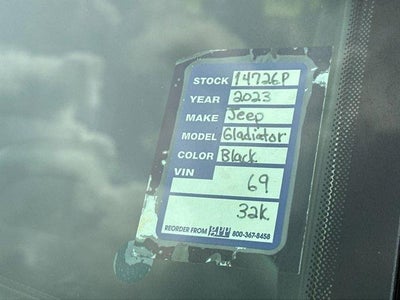 STOCK 14726P
YEAR 2023
MAKE Jeep
MODEL Gladiator
COLOR Black
VIN
69
32K
REORDER FROM 800-367-8458